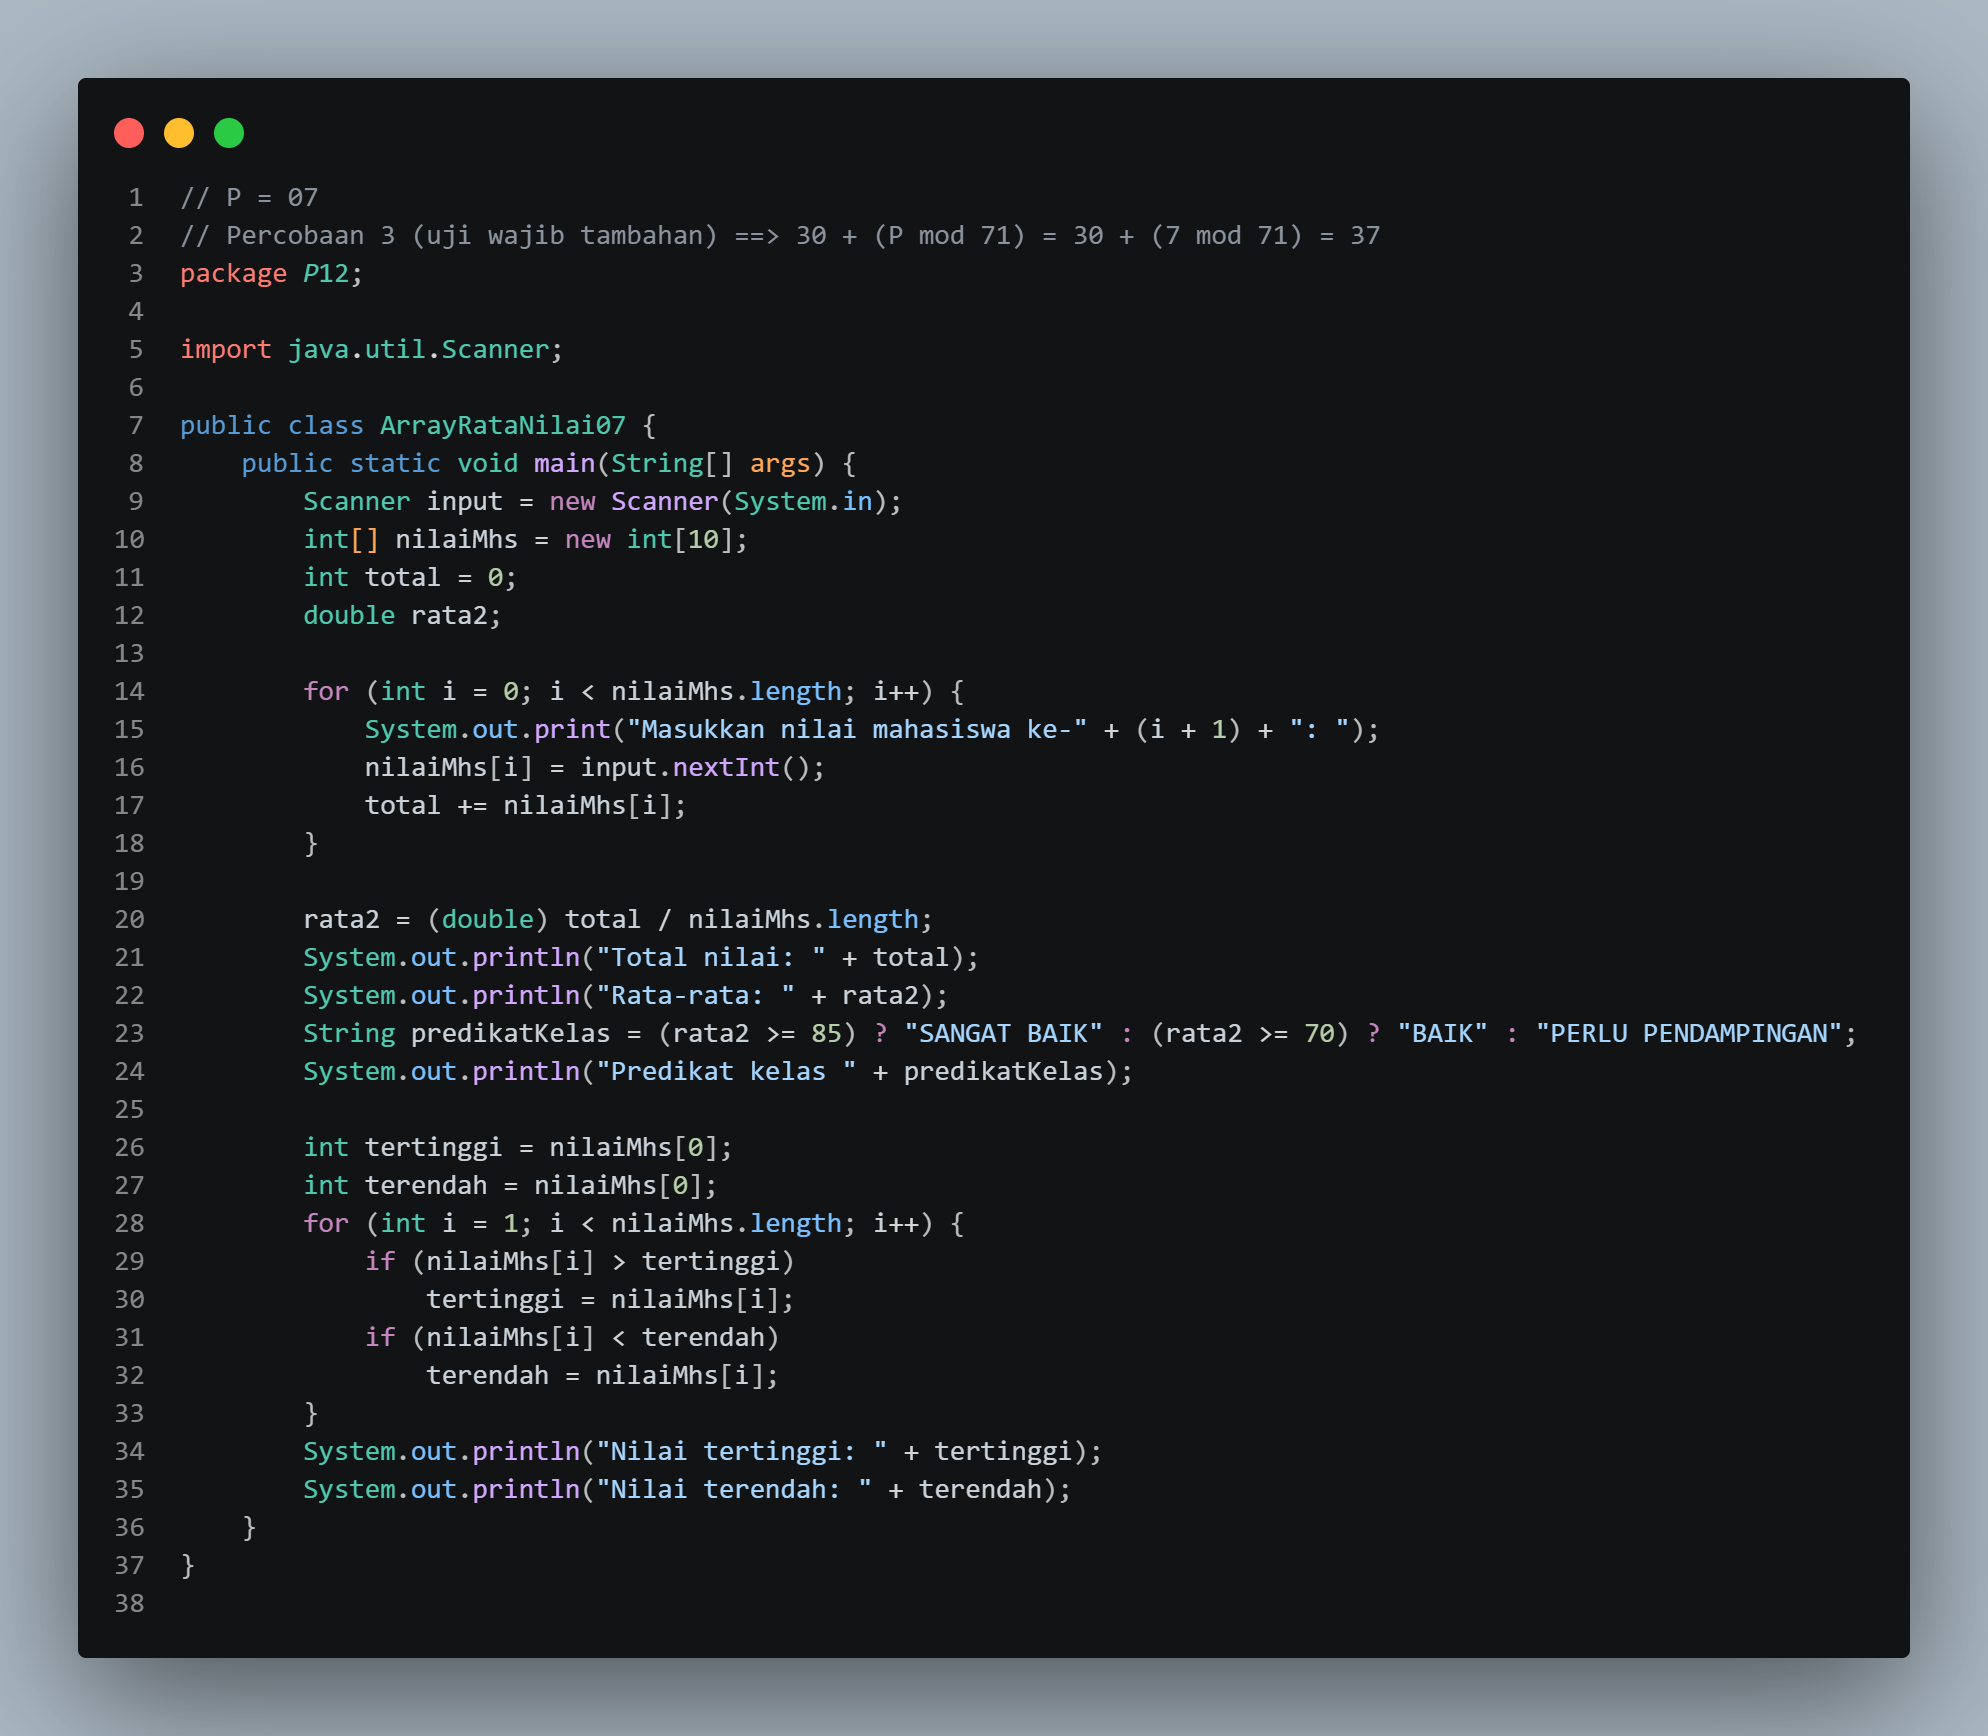 1 // P = 07
2 // Percobaan 3 (uji wajib tambahan) ==> 30 + (P mod 71) = 30 + (7 mod 71) = 37
3 package P12;
4
5 import java.util.Scanner;
6
7 public class ArrayRataNilai07 {
8     public static void main(String[] args) {
9         Scanner input = new Scanner(System.in);
10         int[] nilaiMhs = new int[10];
11         int total = 0;
12         double rata2;
13
14         for (int i = 0; i < nilaiMhs.length; i++) {
15             System.out.print("Masukkan nilai mahasiswa ke-" + (i + 1) + ": ");
16             nilaiMhs[i] = input.nextInt();
17             total += nilaiMhs[i];
18         }
19
20         rata2 = (double) total / nilaiMhs.length;
21         System.out.println("Total nilai: " + total);
22         System.out.println("Rata-rata: " + rata2);
23         String predikatKelas = (rata2 >= 85) ? "SANGAT BAIK" : (rata2 >= 70) ? "BAIK" : "PERLU PENDAMPINGAN";
24         System.out.println("Predikat kelas " + predikatKelas);
25
26         int tertinggi = nilaiMhs[0];
27         int terendah = nilaiMhs[0];
28         for (int i = 1; i < nilaiMhs.length; i++) {
29             if (nilaiMhs[i] > tertinggi)
30                 tertinggi = nilaiMhs[i];
31             if (nilaiMhs[i] < terendah)
32                 terendah = nilaiMhs[i];
33         }
34         System.out.println("Nilai tertinggi: " + tertinggi);
35         System.out.println("Nilai terendah: " + terendah);
36     }
37 }
38